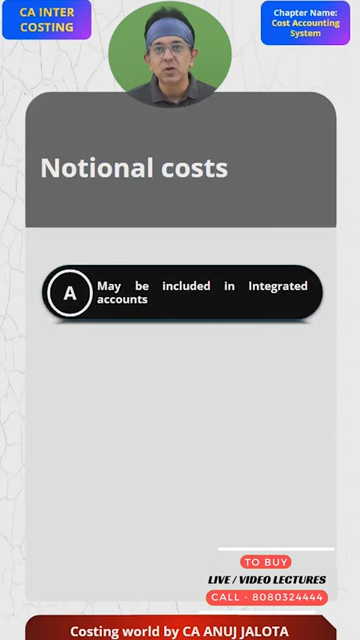 CA INTER
COSTING
Chapter Name:
Cost Accounting
System
Notional costs
A
May be included in Integrated
accounts
TO BUY
LIVE / VIDEO LECTURES
CALL - 8080324444
Costing world by CA ANUJ JALOTA